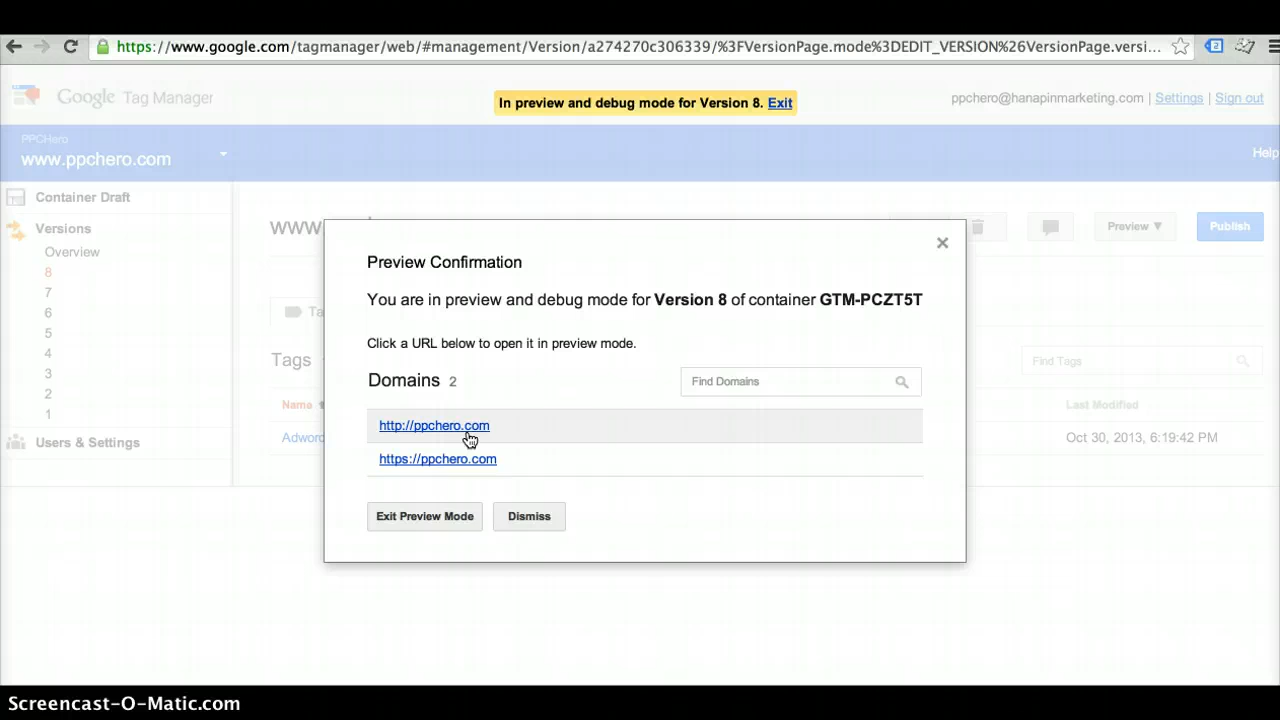 https://www.google.com/tagmanager/web/#management/Version/a274270c306339/%3FVersionPage.mode%3DEDIT_VERSION%26VersionPage.versi...
Google Tag Manager
In preview and debug mode for Version 8. Exit
ppchero@hanapinmarketing.com | Settings | Sign out
PPCHero
www.ppchero.com
Help
Container Draft
Versions
Overview
8
7
6
5
4
3
2
1
Users & Settings
www.
Preview ▼
Publish
Ta
Tags
Find Tags
Name
Last Modified
Adwor
Oct 30, 2013, 6:19:42 PM
Preview Confirmation
You are in preview and debug mode for Version 8 of container GTM-PCZT5T
Click a URL below to open it in preview mode.
Domains 2
Find Domains
http://ppchero.com
https://ppchero.com
Exit Preview Mode
Dismiss
Screencast-O-Matic.com